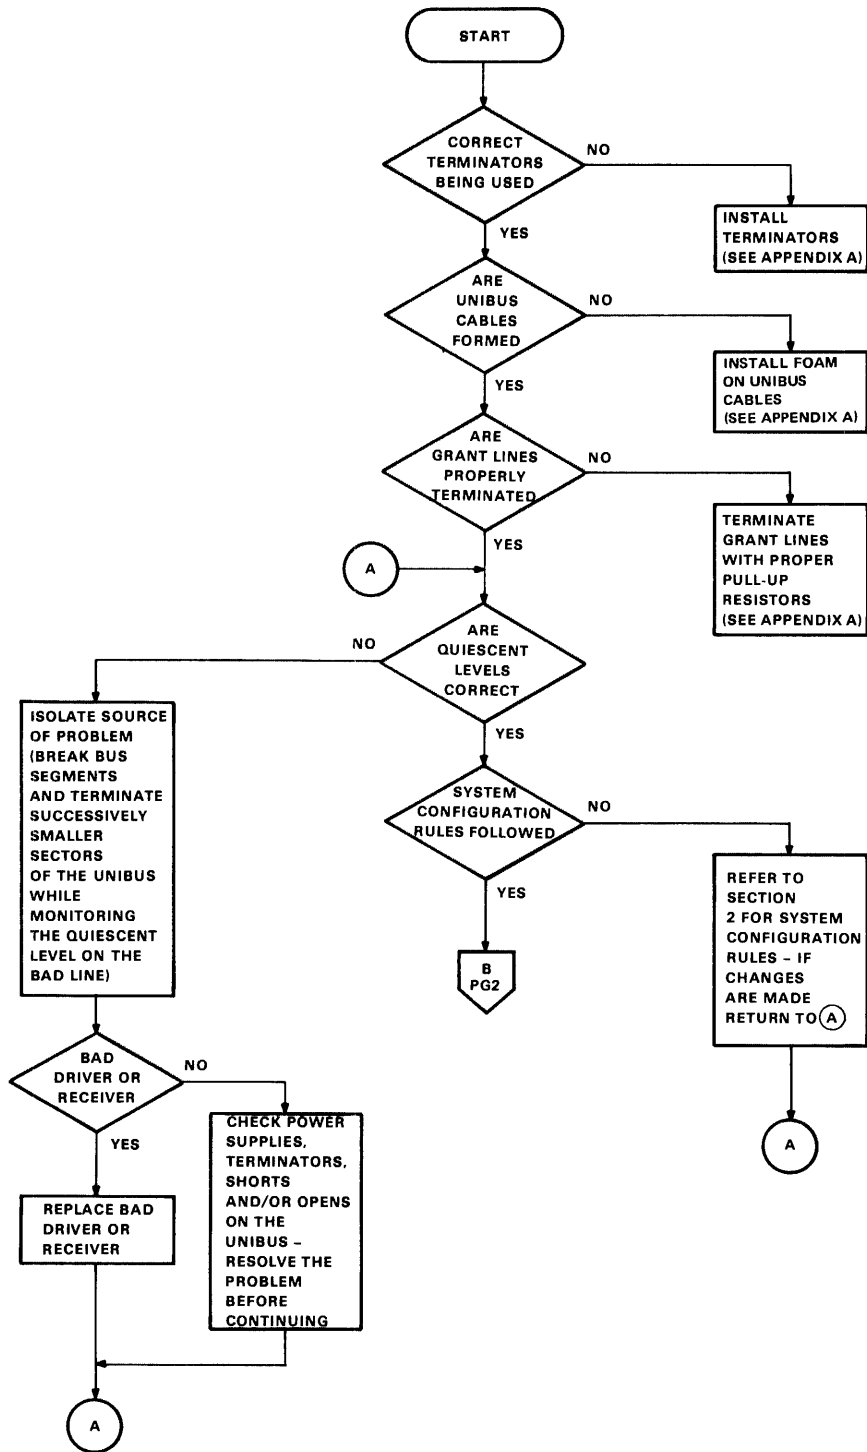 START
CORRECT
TERMINATORS
BEING USED
NO
INSTALL
TERMINATORS
(SEE APPENDIX A)
YES
ARE
UNIBUS
CABLES
FORMED
NO
INSTALL FOAM
ON UNIBUS
CABLES
(SEE APPENDIX A)
YES
ARE
GRANT LINES
PROPERLY
TERMINATED
NO
TERMINATE
GRANT LINES
WITH PROPER
PULL-UP
RESISTORS
(SEE APPENDIX A)
YES
A
ARE
QUIESCENT
LEVELS
CORRECT
NO
ISOLATE SOURCE
OF PROBLEM
(BREAK BUS
SEGMENTS
AND TERMINATE
SUCCESSIVELY
SMALLER
SECTORS
OF THE UNIBUS
WHILE
MONITORING
THE QUIESCENT
LEVEL ON THE
BAD LINE)
YES
SYSTEM
CONFIGURATION
RULES FOLLOWED
NO
REFER TO
SECTION
2 FOR SYSTEM
CONFIGURATION
RULES – IF
CHANGES
ARE MADE
RETURN TO A
A
YES
B
PG2
BAD
DRIVER OR
RECEIVER
NO
CHECK POWER
SUPPLIES,
TERMINATORS,
SHORTS
AND/OR OPENS
ON THE
UNIBUS –
RESOLVE THE
PROBLEM
BEFORE
CONTINUING
YES
REPLACE BAD
DRIVER OR
RECEIVER
A